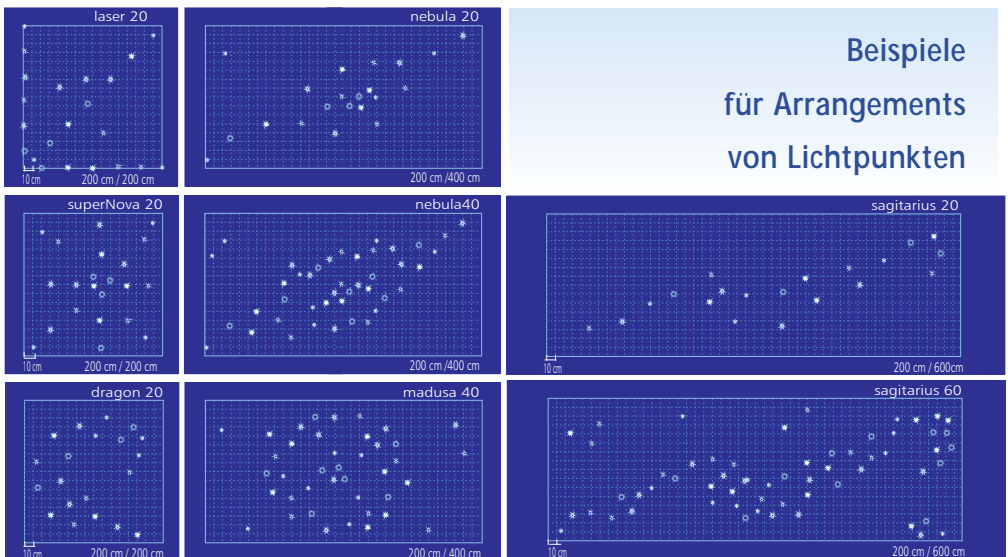 laser 20
10 cm
200 cm / 200 cm
nebula 20
200 cm /400 cm
Beispiele
für Arrangements
von Lichtpunkten
superNova 20
10 cm
200 cm / 200 cm
nebula40
200 cm /400 cm
sagitarius 20
10 cm
200 cm / 600cm
dragon 20
10 cm
200 cm / 200 cm
madusa 40
200 cm / 400 cm
sagitarius 60
10 cm
200 cm / 600 cm